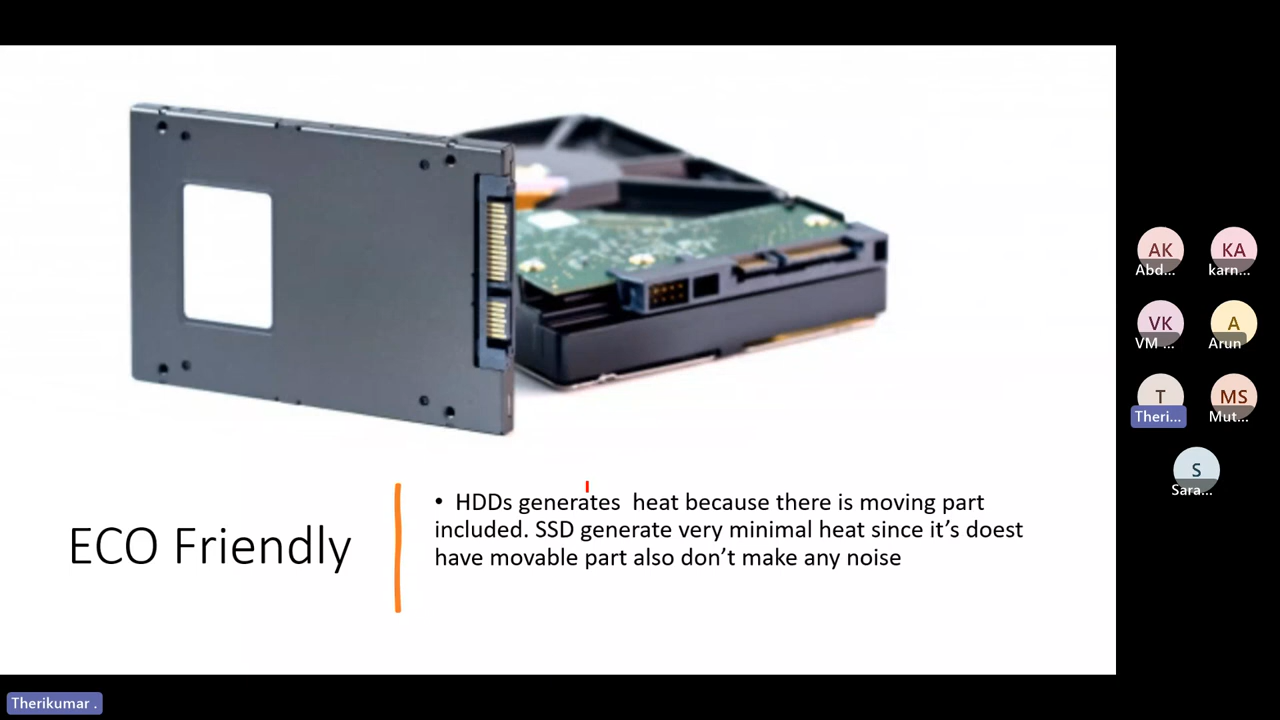 ECO Friendly
• HDDs generates  heat because there is moving part
included. SSD generate very minimal heat since it’s doest
have movable part also don’t make any noise
AK
Abd...
KA
karn...
VK
VM ...
A
Arun
T
Theri...
MS
Mut...
S
Sara...
Therikumar .